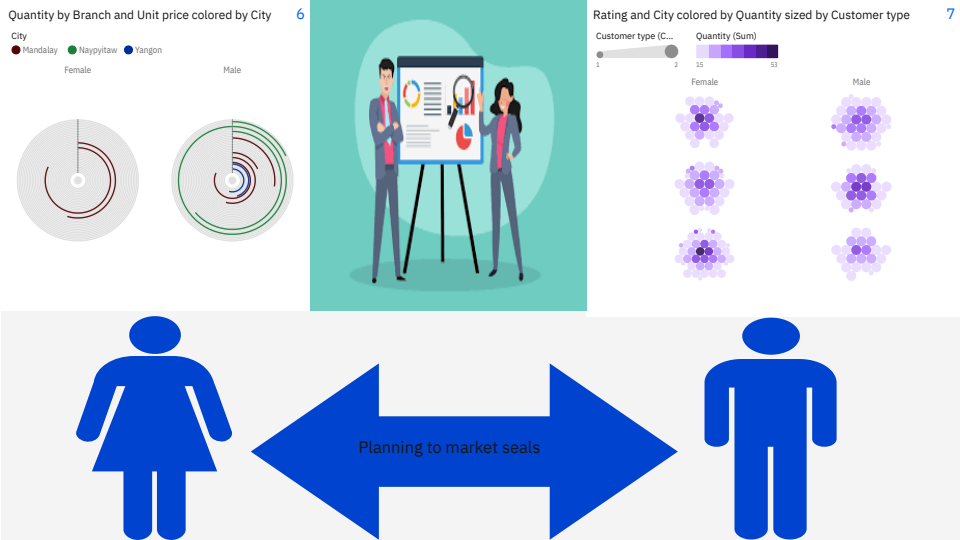 Quantity by Branch and Unit price colored by City
6
City
Mandalay
Naypyitaw
Yangon
Female
Male
Rating and City colored by Quantity sized by Customer type
7
Customer type (C...
Quantity (Sum)
1
2
15
53
Female
Male
Planning to market seals